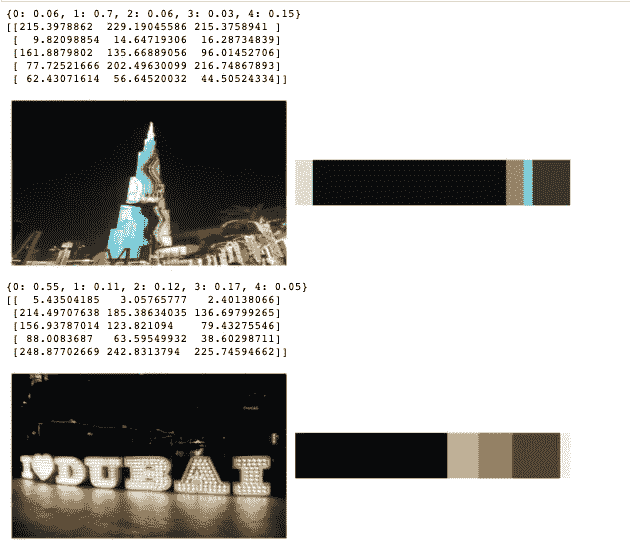 {0: 0.06, 1: 0.7, 2: 0.06, 3: 0.03, 4: 0.15}
[[215.3978862 229.19045586 215.3758941 ]
[ 9.82098854 14.64719306 16.28734839]
[161.8879802 135.66889056 96.01452706]
[ 77.72521666 202.49630099 216.74867893]
[ 62.43071614 56.64520032 44.50524334]]
{0: 0.55, 1: 0.11, 2: 0.12, 3: 0.17, 4: 0.05}
[[ 5.43504185 3.05765777 2.40138066]
[214.49707638 185.38634035 136.69799265]
[156.93787014 123.821094 79.43275546]
[ 88.0083687 63.59549932 38.60298711]
[248.87702669 242.8313794 225.74594662]]
I♥DUBAI